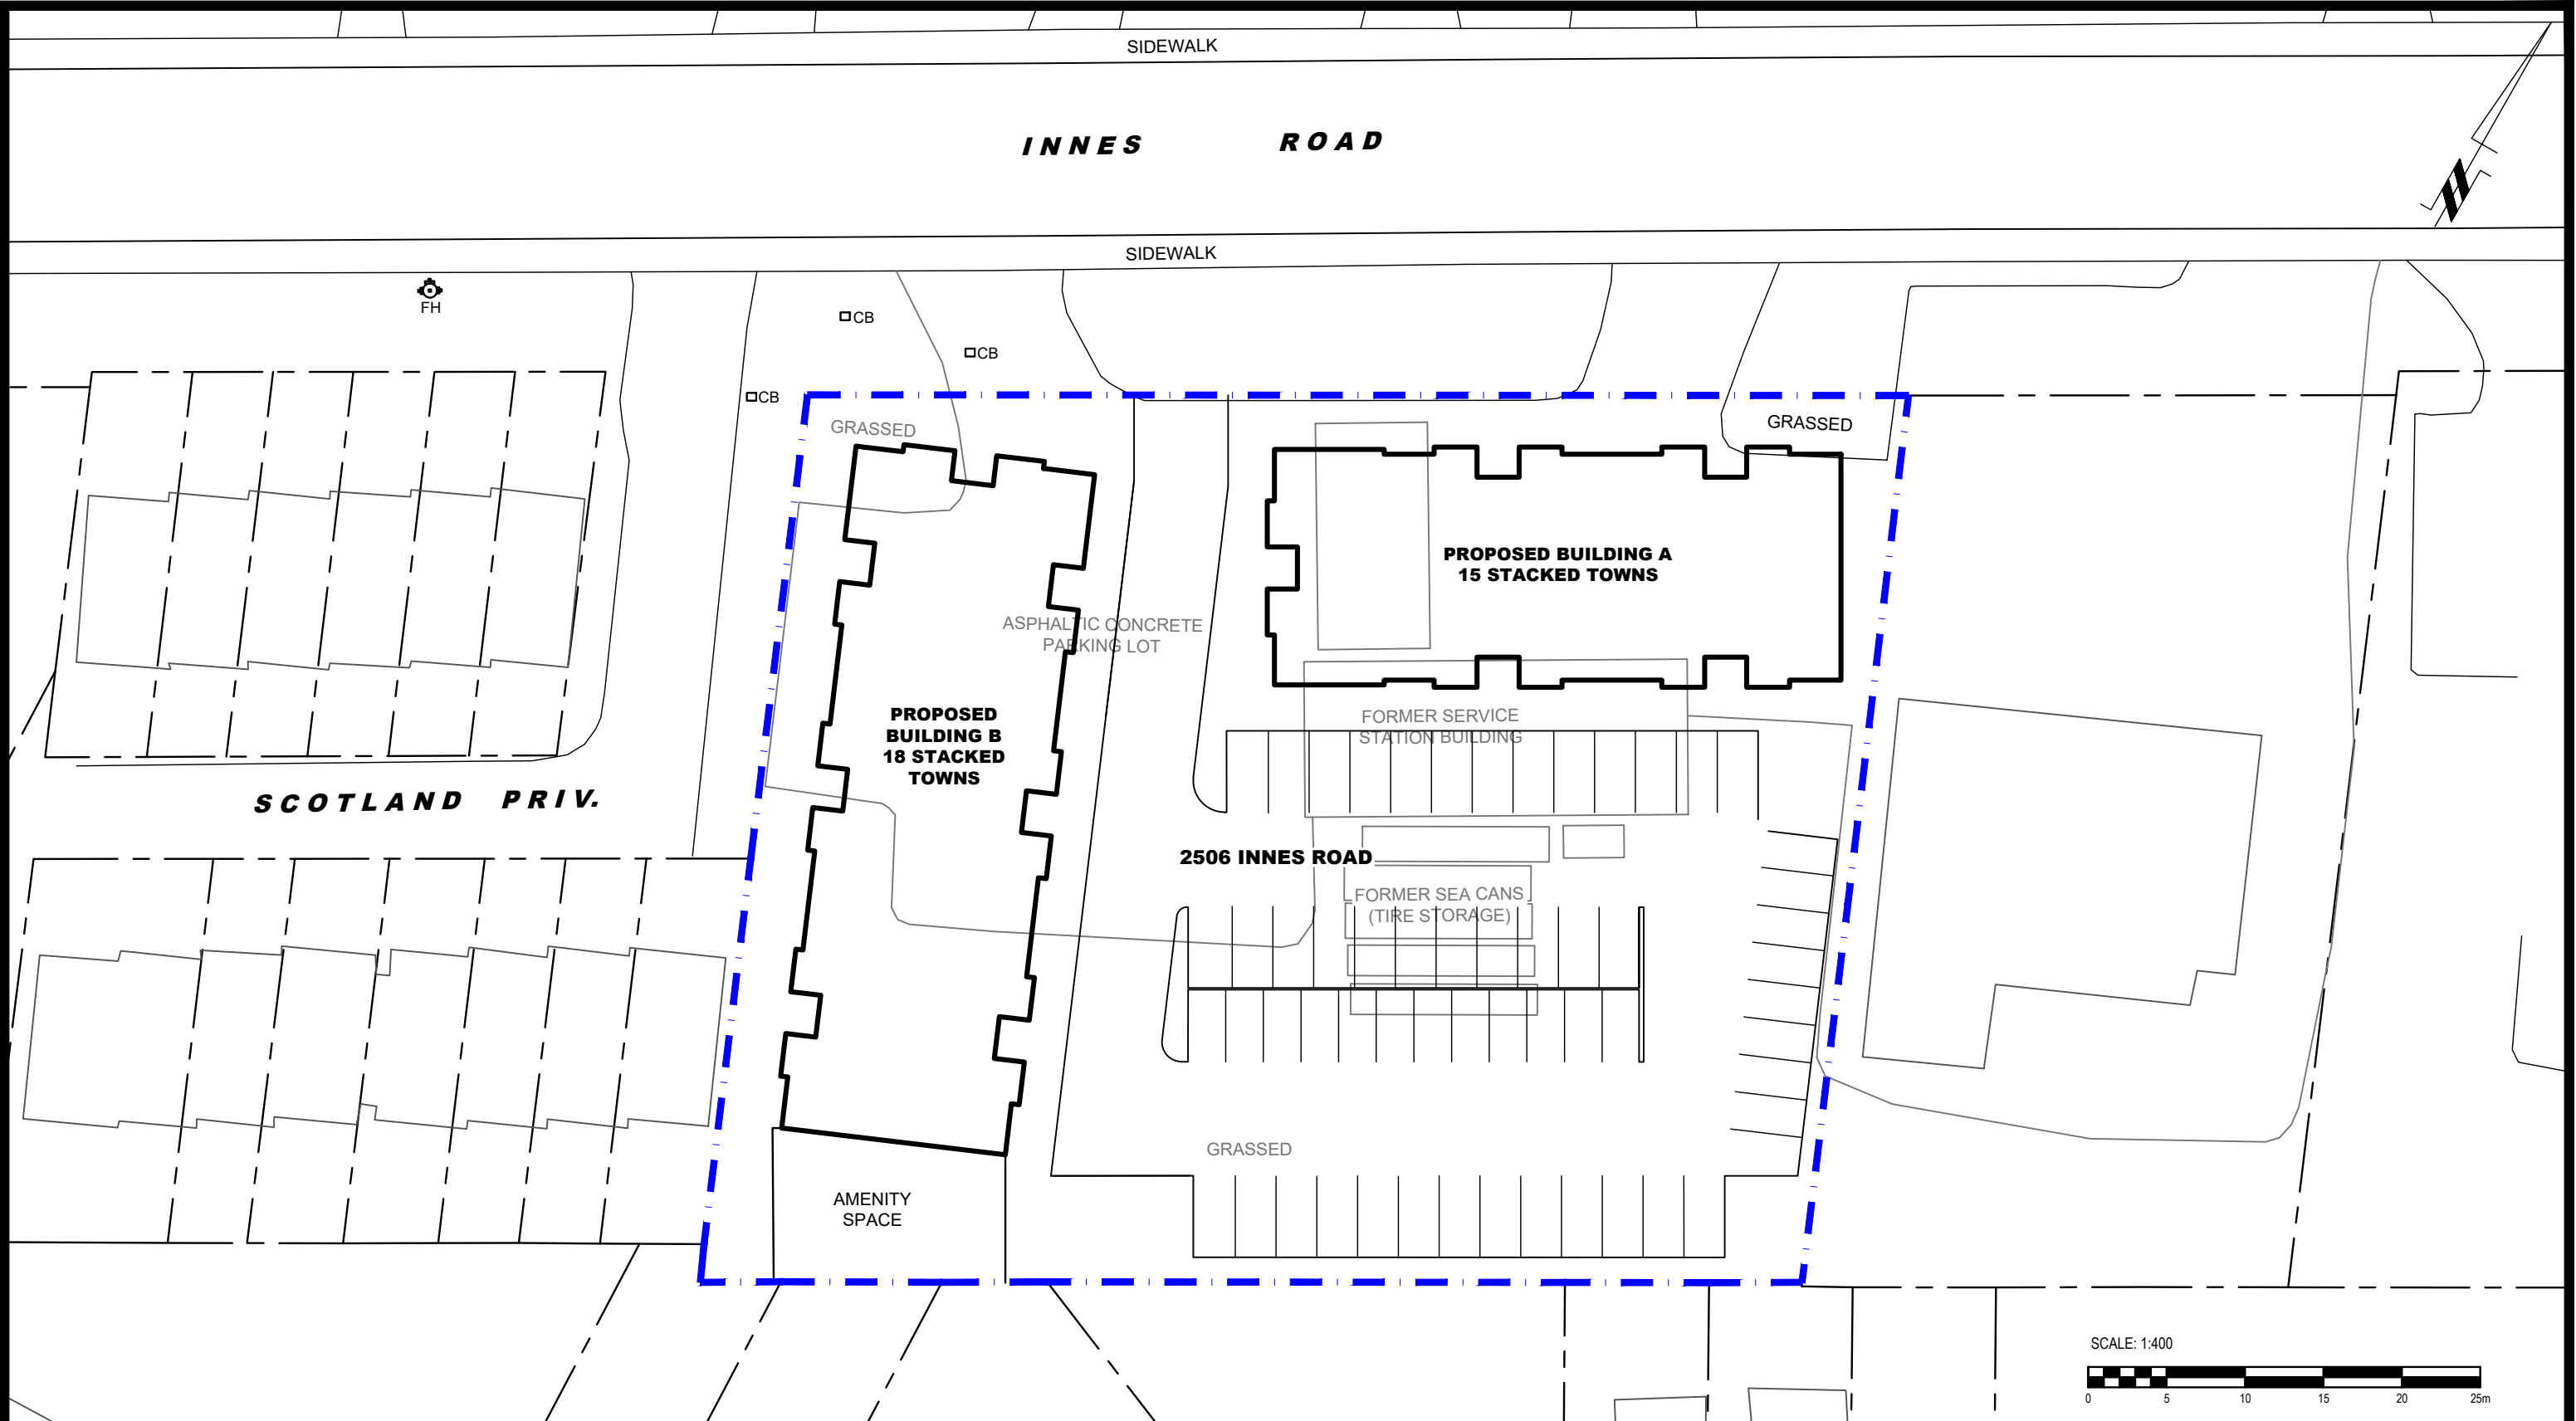 SIDEWALK
INNES ROAD
N
SIDEWALK
FH
CB
CB
CB
GRASSED
GRASSED
PROPOSED BUILDING A
15 STACKED TOWNS
ASPHALTIC CONCRETE
PARKING LOT
PROPOSED
BUILDING B
18 STACKED
TOWNS
FORMER SERVICE
STATION BUILDING
SCOTLAND PRIV.
2506 INNES ROAD
FORMER SEA CANS
(TIRE STORAGE)
GRASSED
AMENITY
SPACE
SCALE: 1:400
0 5 10 15 20 25m